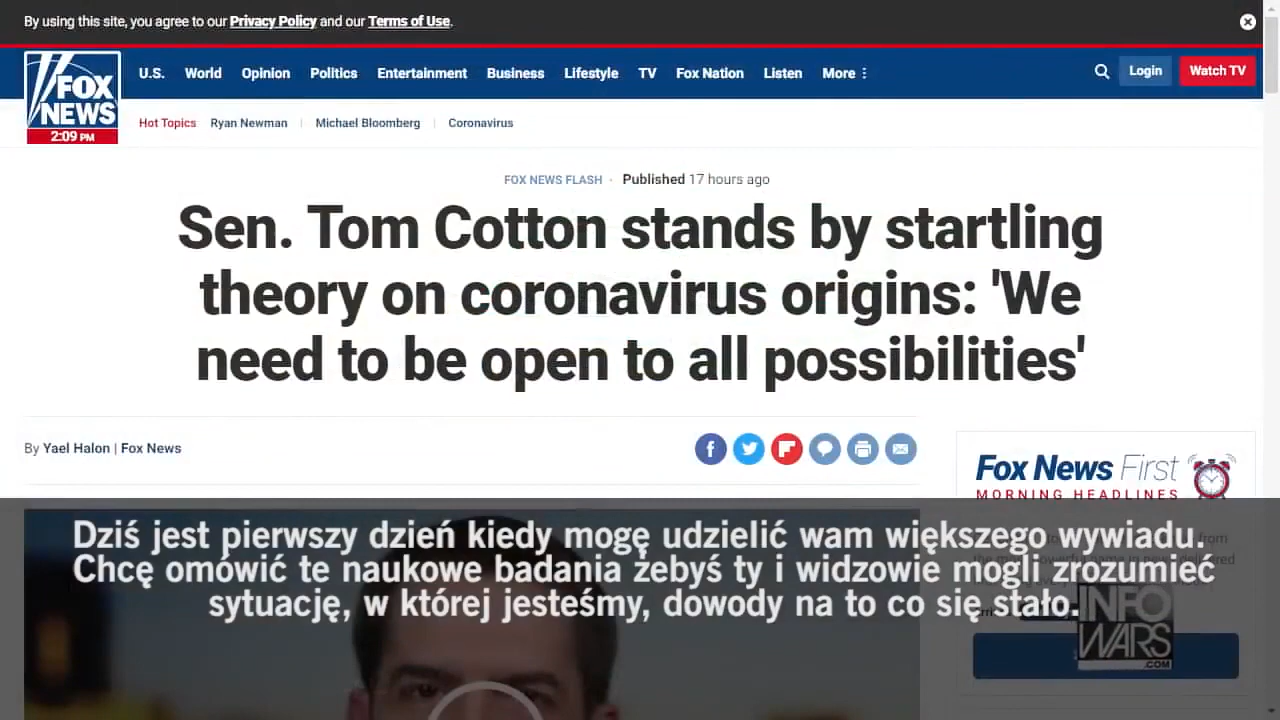 By using this site, you agree to our Privacy Policy and our Terms of Use.
FOX
NEWS
2:09 PM
U.S. World Opinion Politics Entertainment Business Lifestyle TV Fox Nation Listen More
Login
Watch TV
Hot Topics Ryan Newman Michael Bloomberg Coronavirus
FOX NEWS FLASH · Published 17 hours ago
Sen. Tom Cotton stands by startling
theory on coronavirus origins: 'We
need to be open to all possibilities'
By Yael Halon | Fox News
Fox News First
MORNING HEADLINES
Dziś jest pierwszy dzień kiedy mogę udzielić wam większego wywiadu.
Chcę omówić te naukowe badania żebyś ty i widzowie mogli zrozumieć
sytuację, w której jesteśmy, dowody na to co się stało.
INFO
WARS
.COM